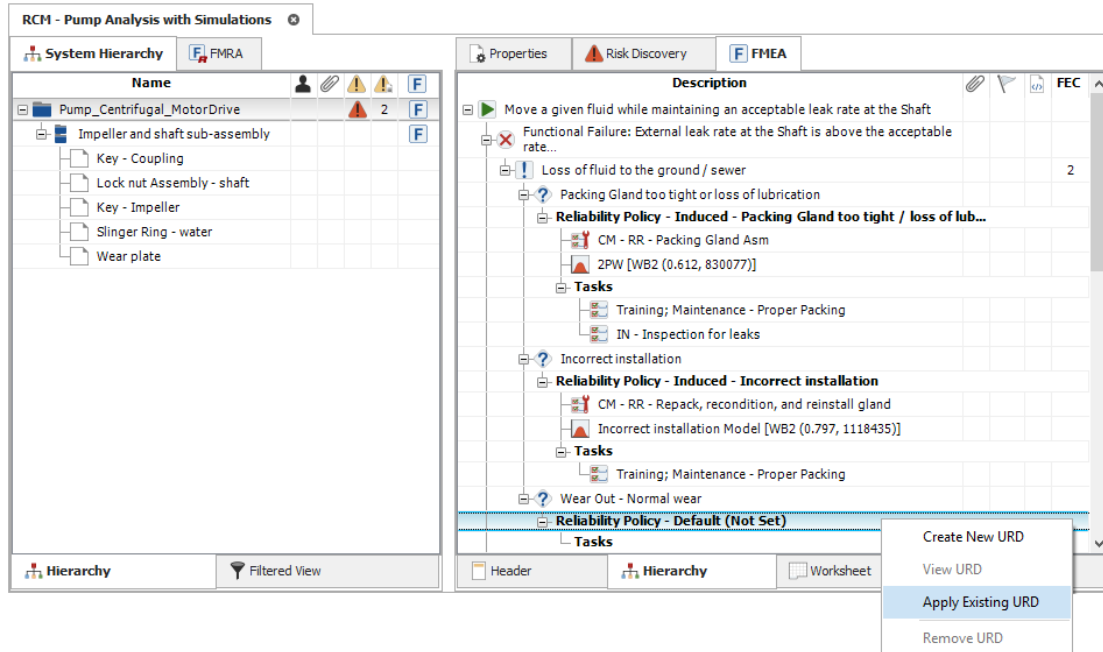 RCM - Pump Analysis with Simulations
System Hierarchy
FMRA
Name
F
Pump_Centrifugal_MotorDrive
2
F
Impeller and shaft sub-assembly
F
Key - Coupling
Lock nut Assembly - shaft
Key - Impeller
Slinger Ring - water
Wear plate
Hierarchy
Filtered View
Properties
Risk Discovery
F FMEA
Description
FEC
Move a given fluid while maintaining an acceptable leak rate at the Shaft
Functional Failure: External leak rate at the Shaft is above the acceptable
rate...
Loss of fluid to the ground / sewer
2
Packing Gland too tight or loss of lubrication
Reliability Policy - Induced - Packing Gland too tight / loss of lub...
CM - RR - Packing Gland Asm
2PW [WB2 (0.612, 830077)]
Tasks
Training; Maintenance - Proper Packing
IN - Inspection for leaks
Incorrect installation
Reliability Policy - Induced - Incorrect installation
CM - RR - Repack, recondition, and reinstall gland
Incorrect installation Model [WB2 (0.797, 1118435)]
Tasks
Training; Maintenance - Proper Packing
Wear Out - Normal wear
Reliability Policy - Default (Not Set)
Tasks
Header
Hierarchy
Worksheet
Create New URD
View URD
Apply Existing URD
Remove URD